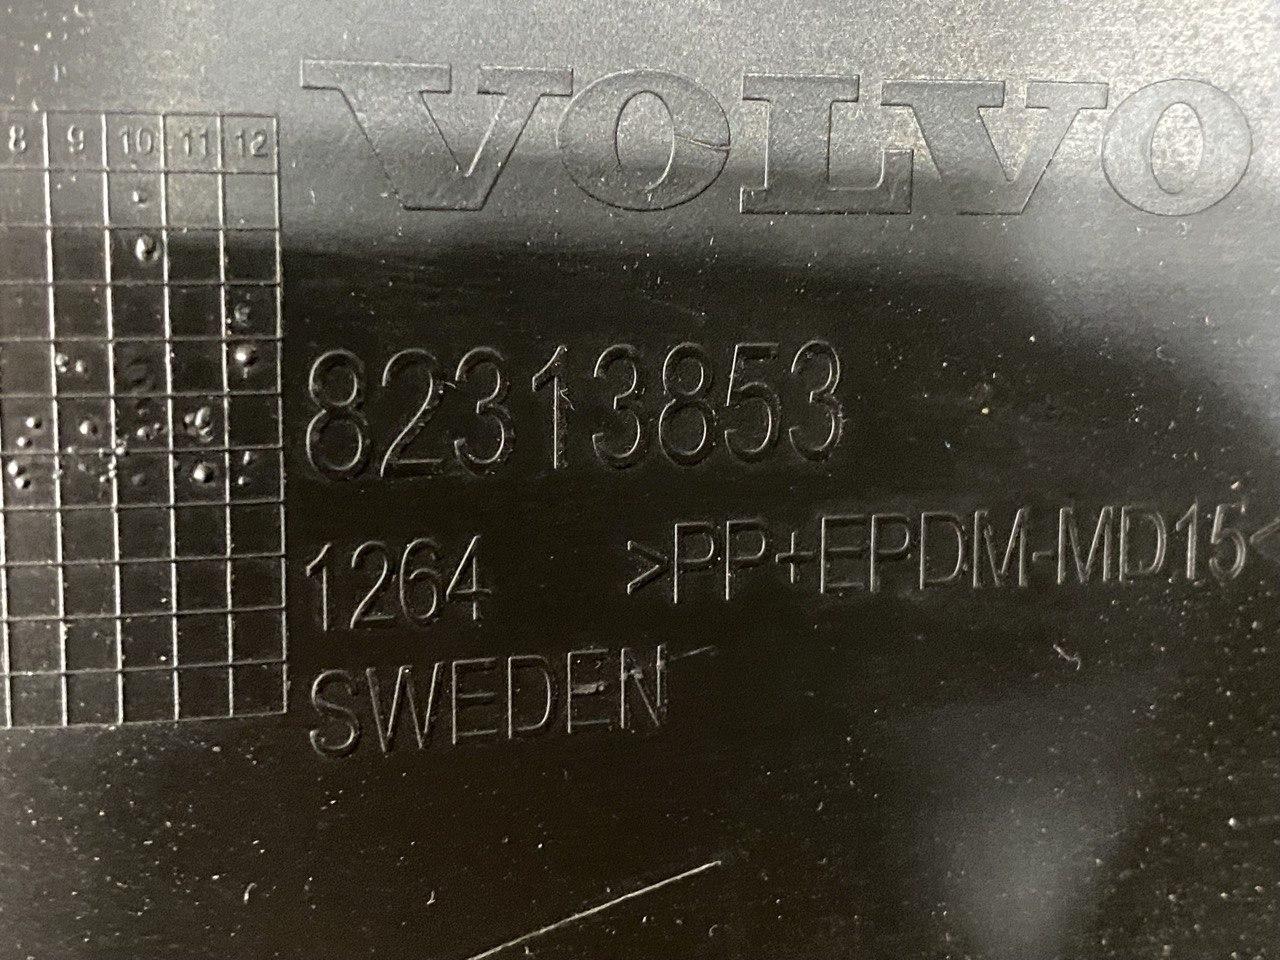 VOLVO
8 9 10 11 12
82313853
1264 >PP+EPDM-MD15<
SWEDEN